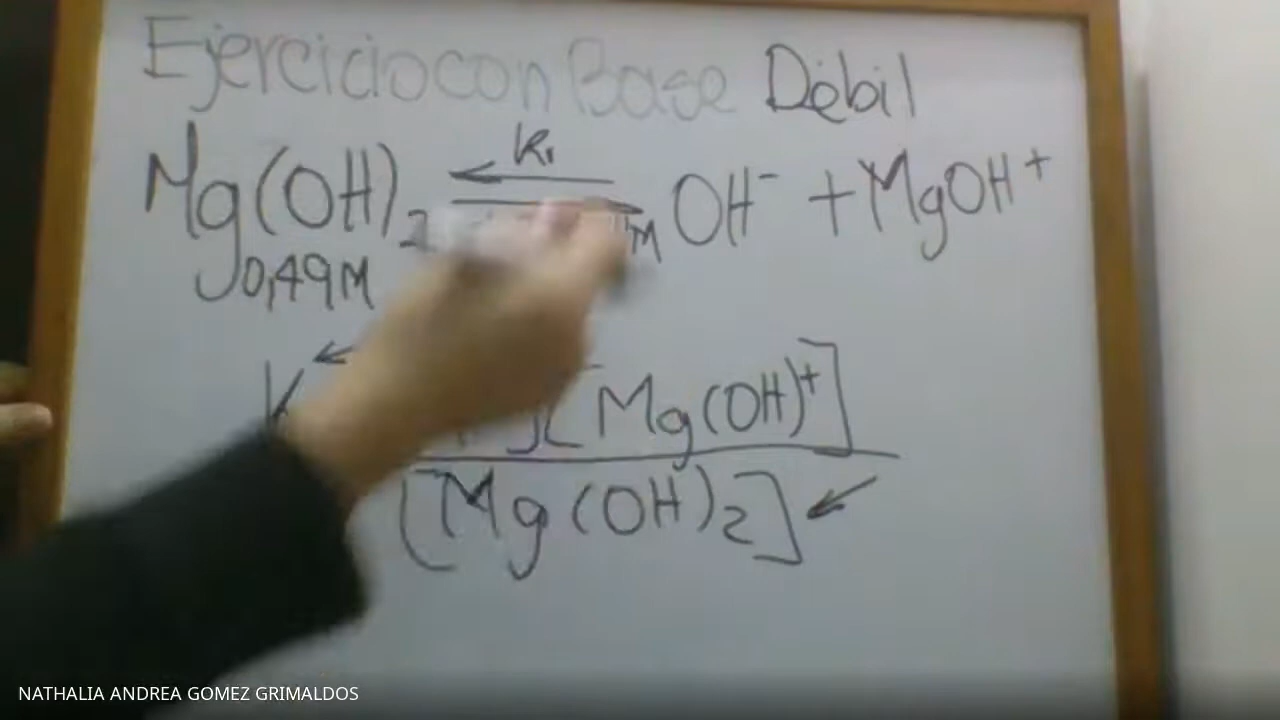 Ejercicio con Base Débil
K₁
Mg(OH)₂ OH⁻ + MgOH⁺
0,49M M
K [Mg(OH)⁺]
[Mg(OH)₂]
NATHALIA ANDREA GOMEZ GRIMALDOS